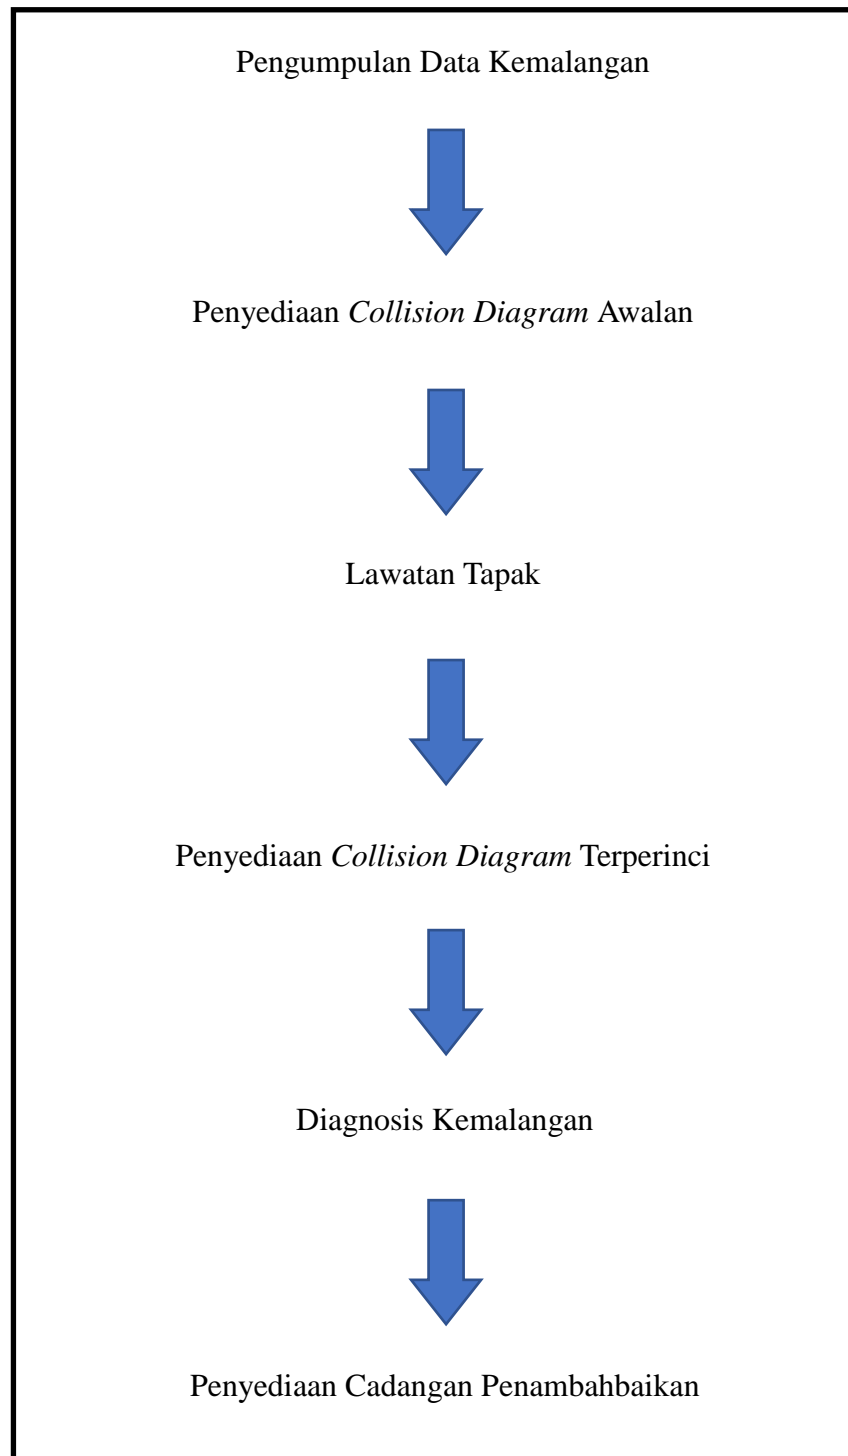 Pengumpulan Data Kemalangan
Penyediaan Collision Diagram Awalan
Lawatan Tapak
Penyediaan Collision Diagram Terperinci
Diagnosis Kemalangan
Penyediaan Cadangan Penambahbaikan